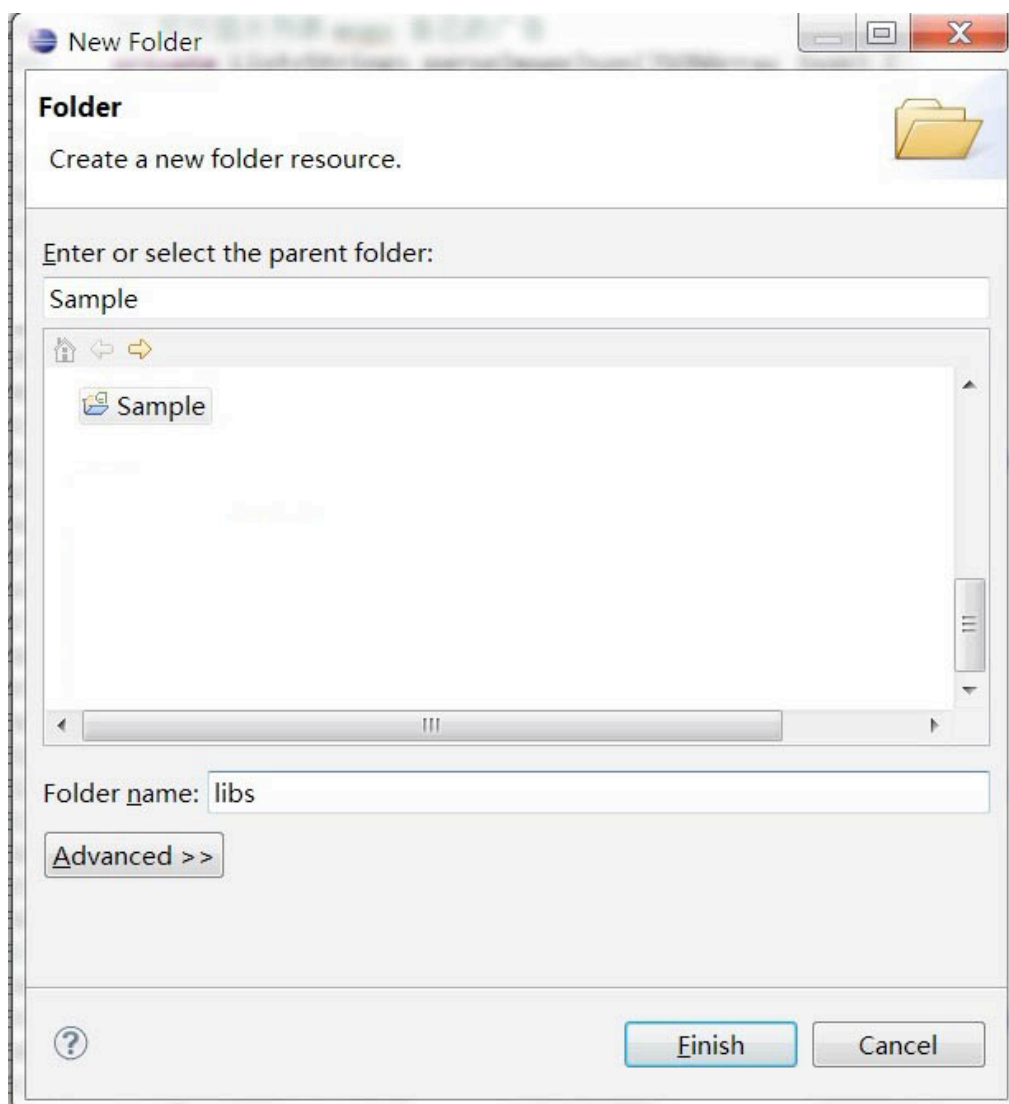 New Folder
Folder
Create a new folder resource.
Enter or select the parent folder:
Sample
Sample
Folder name: libs
Advanced >>
Finish
Cancel